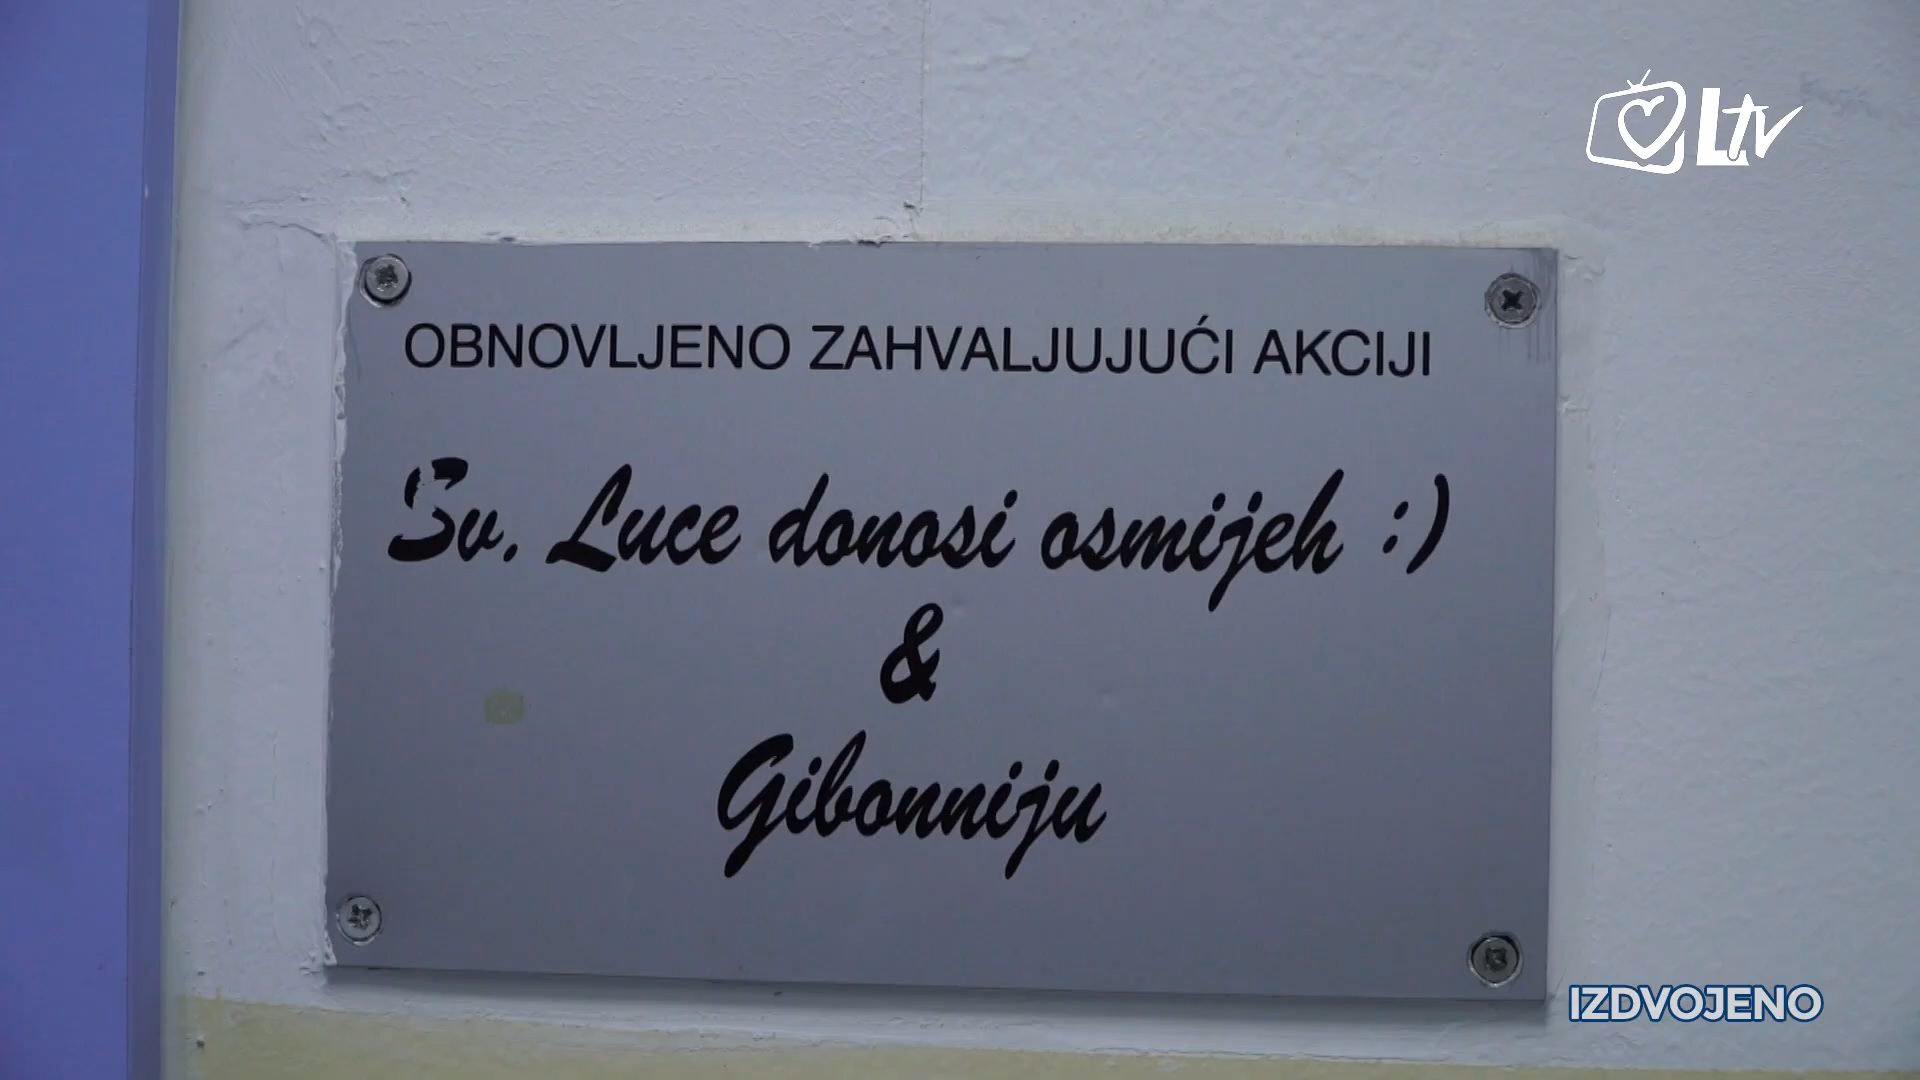 LTV
OBNOVLJENO ZAHVALJUJUĆI AKCIJI
Sv. Luce donosi osmijeh :)
&
Gibonniju
IZDVOJENO